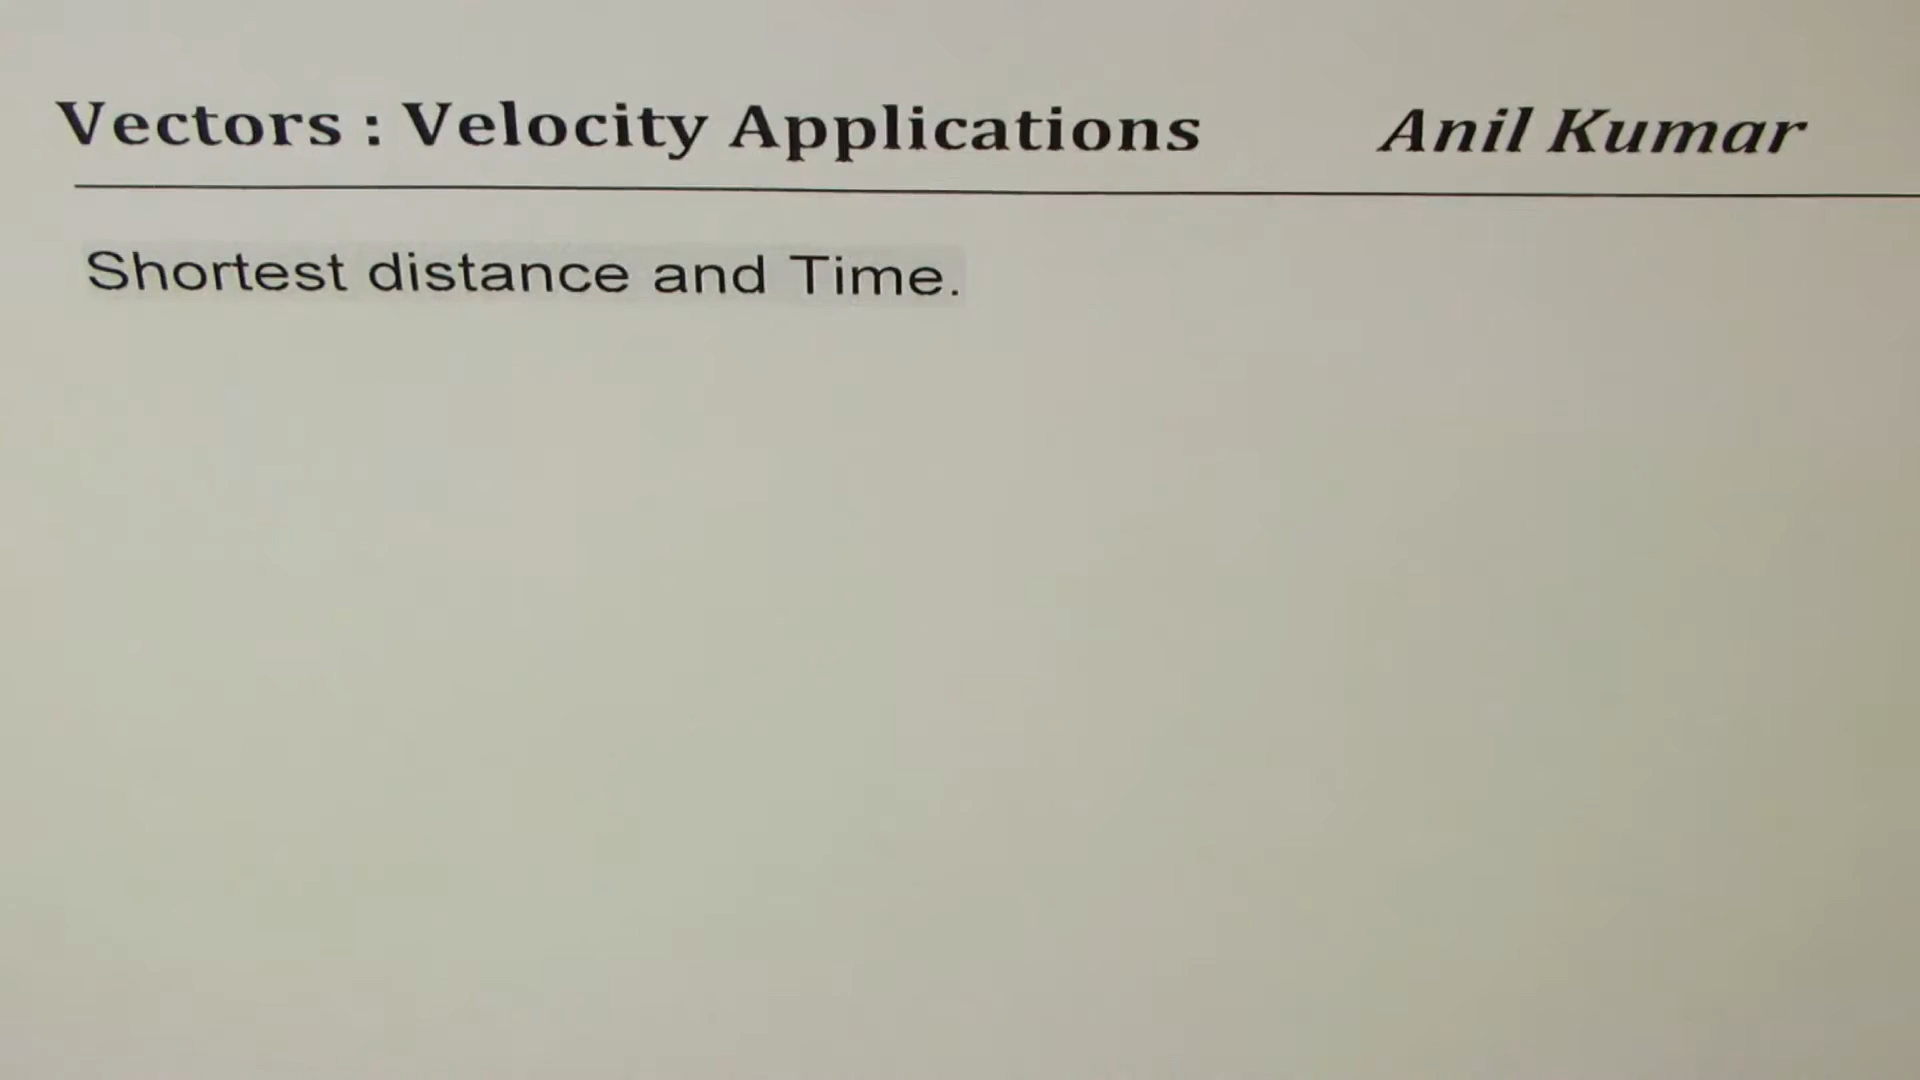 Vectors : Velocity Applications Anil Kumar
Shortest distance and Time.